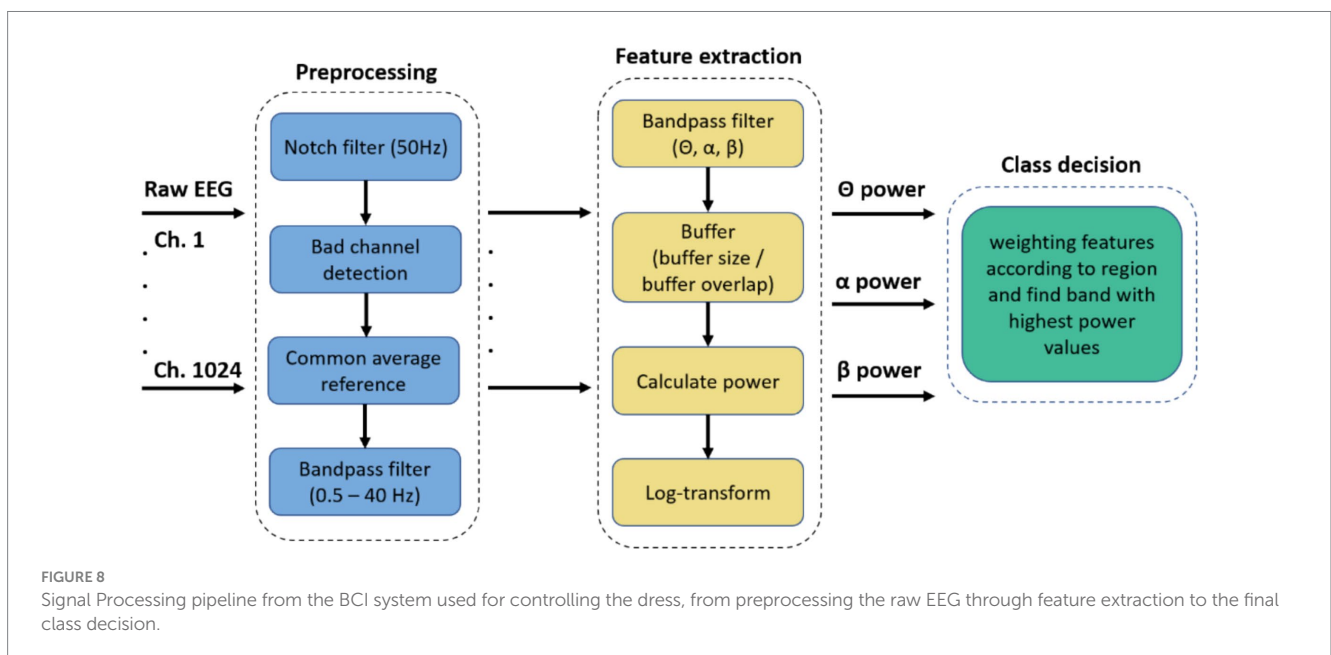 Preprocessing
Notch filter (50Hz)
Bad channel
detection
Common average
reference
Bandpass filter
(0.5 – 40 Hz)
Raw EEG
Ch. 1
Ch. 1024
Feature extraction
Bandpass filter
(Θ, α, β)
Buffer
(buffer size /
buffer overlap)
Calculate power
Log-transform
Θ power
α power
β power
Class decision
weighting features
according to region
and find band with
highest power
values
FIGURE 8
Signal Processing pipeline from the BCI system used for controlling the dress, from preprocessing the raw EEG through feature extraction to the final
class decision.